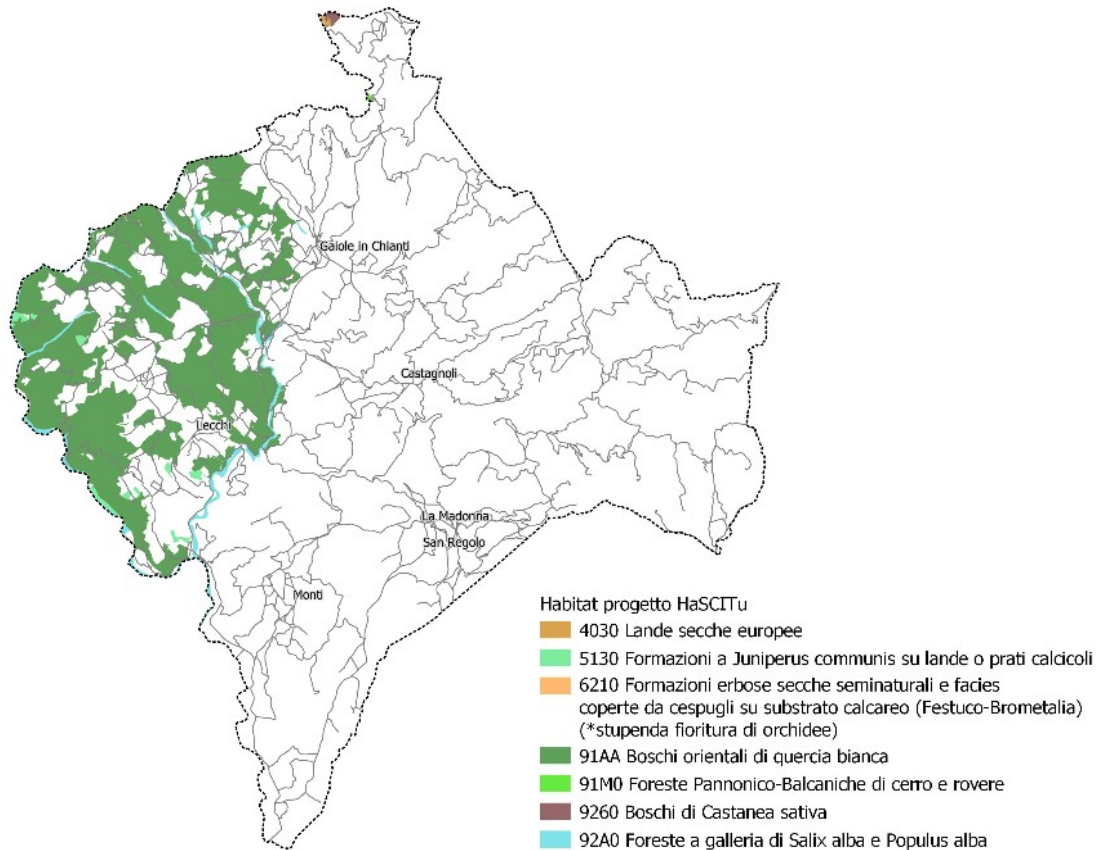 Gaiole in Chianti
Castagnoli
Lecchi
La Madonna
San Regolo
Monti
Habitat progetto HaSCITu
4030 Lande secche europee
5130 Formazioni a Juniperus communis su lande o prati calcicoli
6210 Formazioni erbose secche seminaturali e facies
coperte da cespugli su substrato calcareo (Festuco-Brometalia)
(*stupenda fioritura di orchidee)
91AA Boschi orientali di quercia bianca
91M0 Foreste Pannonico-Balcaniche di cerro e rovere
9260 Boschi di Castanea sativa
92A0 Foreste a galleria di Salix alba e Populus alba